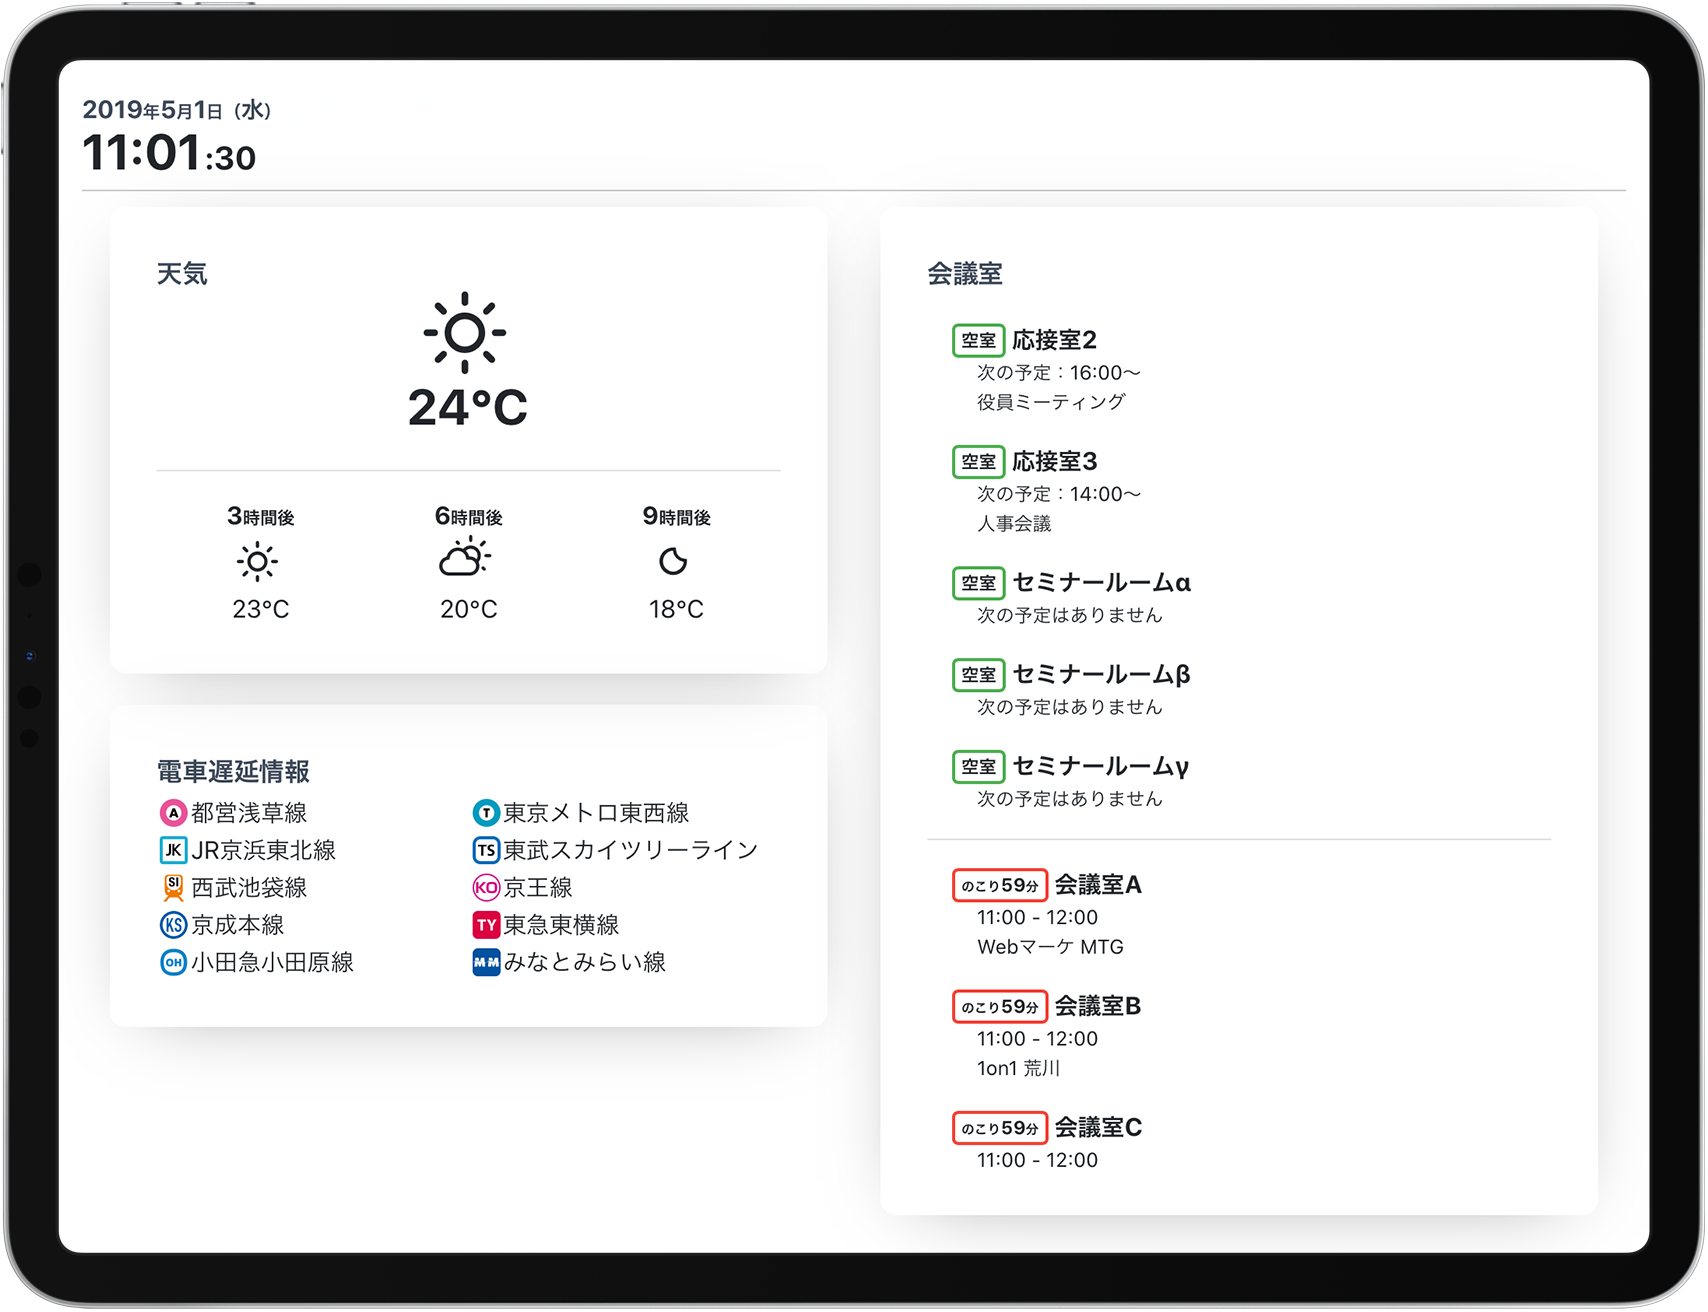 2019年5月1日（水）
11:01:30
天気
24°C
3時間後
6時間後
9時間後
23°C
20°C
18°C
電車遅延情報
A 都営浅草線
T 東京メトロ東西線
JK JR京浜東北線
TS 東武スカイツリーライン
SI 西武池袋線
KO 京王線
KS 京成本線
TY 東急東横線
OH 小田急小田原線
MM みなとみらい線
会議室
空室 応接室2
次の予定：16:00〜
役員ミーティング
空室 応接室3
次の予定：14:00〜
人事会議
空室 セミナールームα
次の予定はありません
空室 セミナールームβ
次の予定はありません
空室 セミナールームγ
次の予定はありません
のこり59分 会議室A
11:00 - 12:00
Webマーケ MTG
のこり59分 会議室B
11:00 - 12:00
1on1 荒川
のこり59分 会議室C
11:00 - 12:00